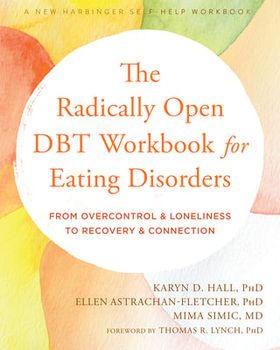 A NEW HARBINGER SELF-HELP WORKBOOK
The
Radically Open
DBT Workbook for
Eating Disorders
FROM OVERCONTROL & LONELINESS
TO RECOVERY & CONNECTION
KARYN D. HALL, PhD
ELLEN ASTRACHAN-FLETCHER, PhD
MIMA SIMIC, MD
FOREWORD BY THOMAS R. LYNCH, PhD